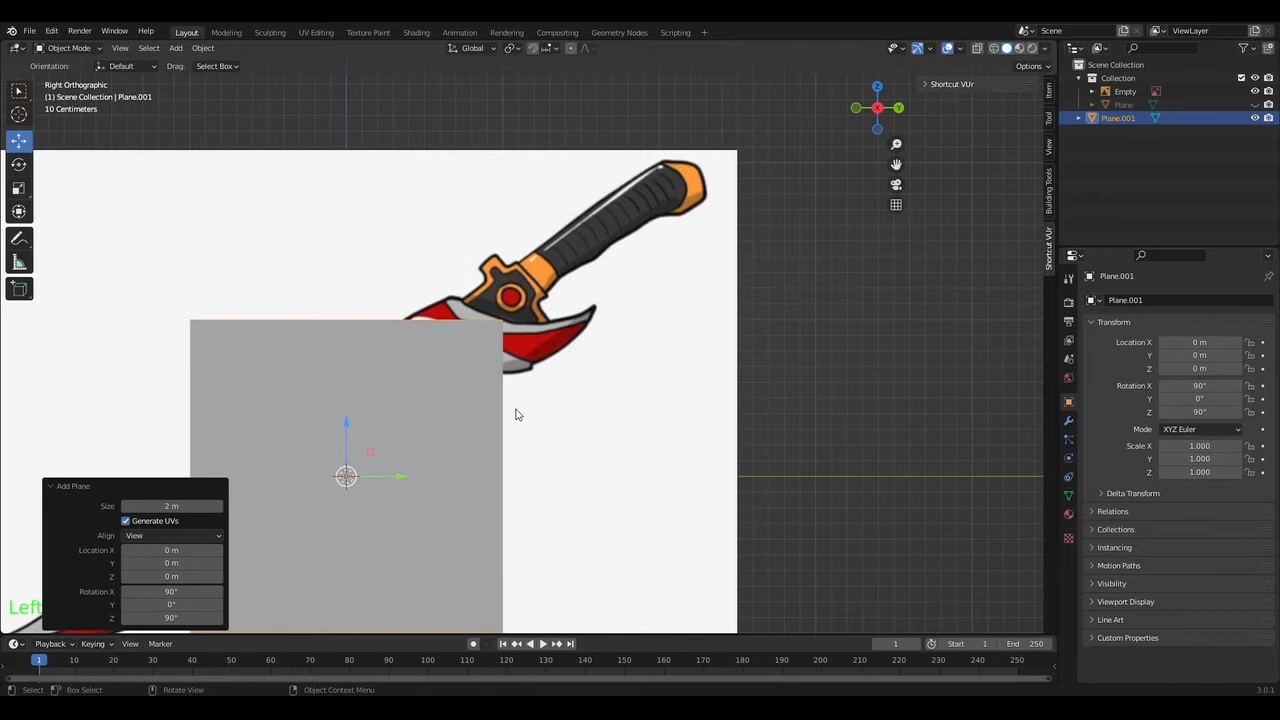 File Edit Render Window Help Layout Modeling Sculpting UV Editing Texture Paint Shading Animation Rendering Compositing Geometry Nodes Scripting + Scene ViewLayer
Object Mode View Select Add Object Global
Orientation: Default Drag: Select Box Options
Right Orthographic
(1) Scene Collection | Plane.001
10 Centimeters
Shortcut VUr
Z
Y
X
Item
Tool
View
Building Tools
Shortcut VUr
Scene Collection
Collection
Empty
Plane
Plane.001
Plane.001
Plane.001
Transform
Location X 0 m
Y 0 m
Z 0 m
Rotation X 90°
Y 0°
Z 90°
Mode XYZ Euler
Scale X 1.000
Y 1.000
Z 1.000
Delta Transform
Relations
Collections
Instancing
Motion Paths
Visibility
Viewport Display
Line Art
Custom Properties
Add Plane
Size 2 m
Generate UVs
Align View
Location X 0 m
Y 0 m
Z 0 m
Rotation X 90°
Y 0°
Z 90°
Left
Playback Keying View Marker 1 Start 1 End 250
1 10 20 30 40 50 60 70 80 90 100 110 120 130 140 150 160 170 180 190 200 210 220 230 240 250
Select Box Select Rotate View Object Context Menu 3.0.1